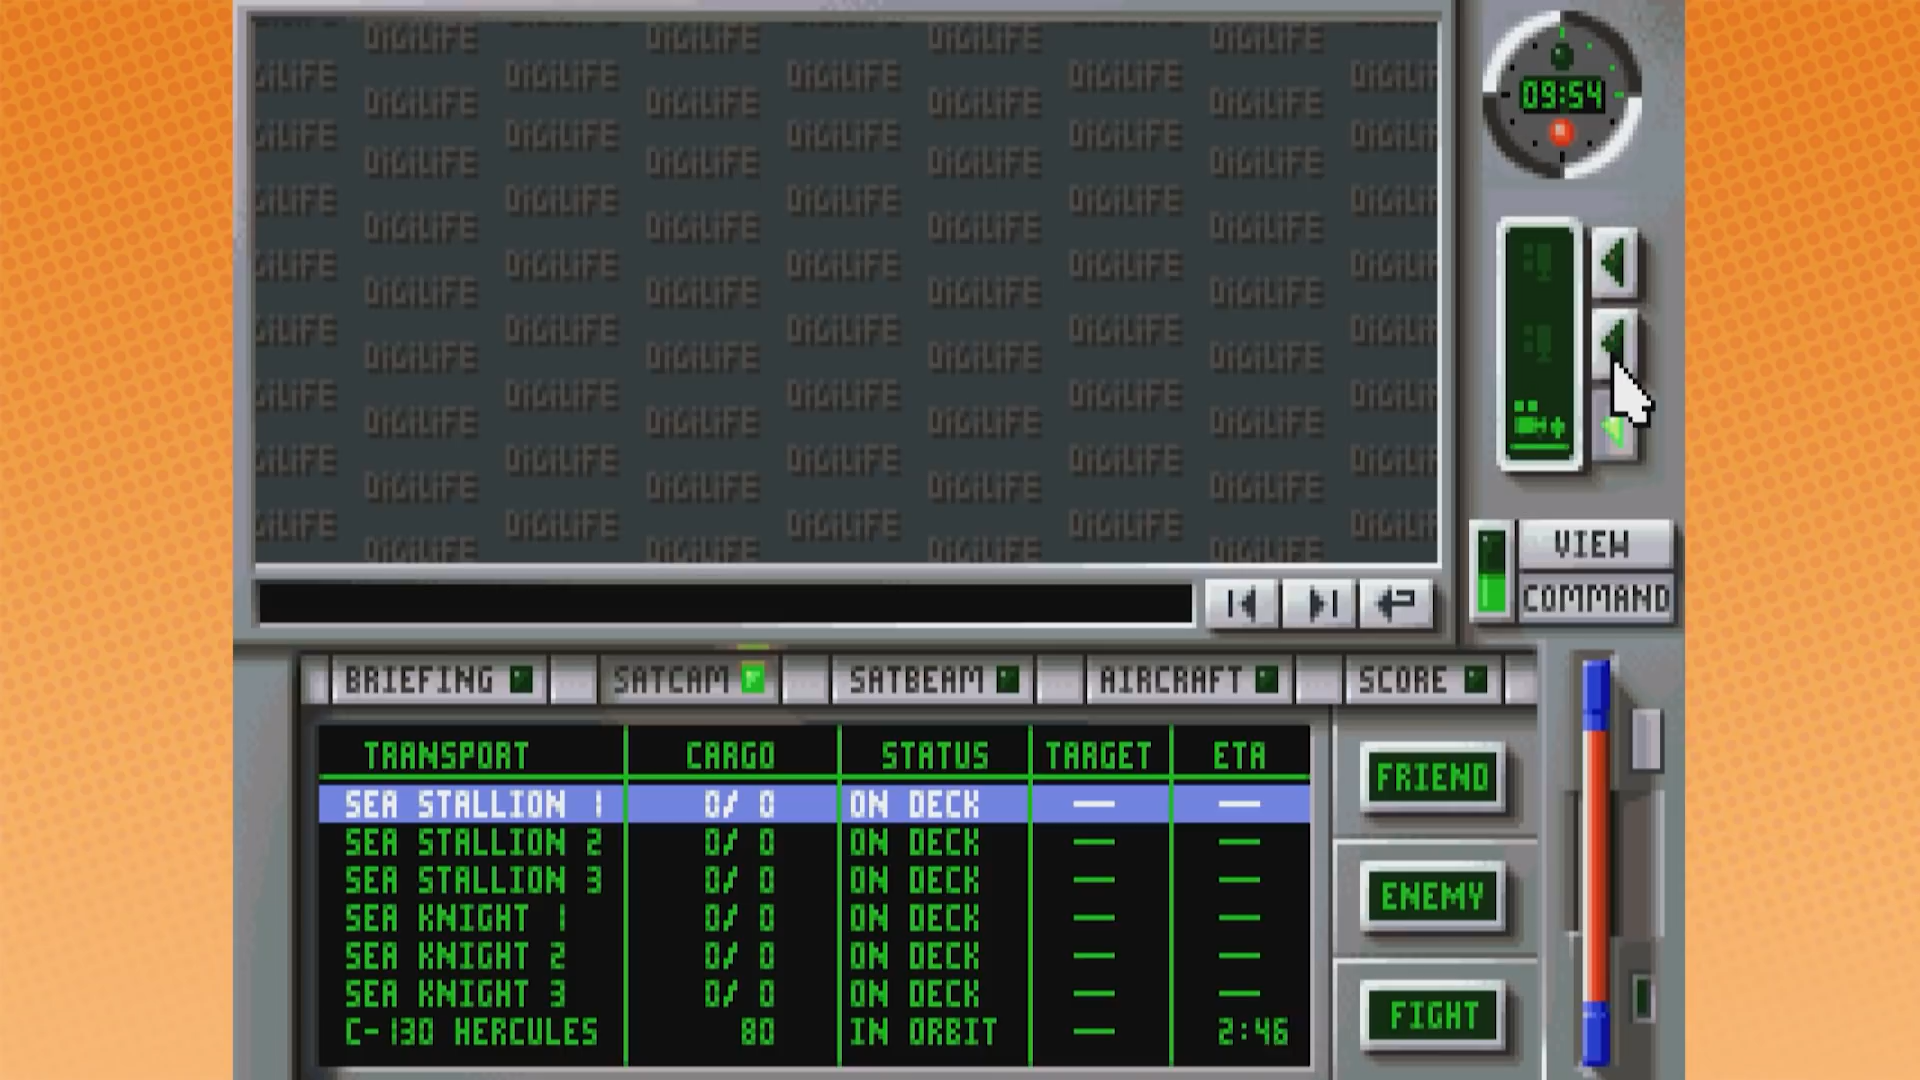 DiGiLiFE DiGiLiFE DiGiLiFE DiGiLiFE
09:54
VIEW
COMMAND
BRIEFING SATCAM SATBEAM AIRCRAFT SCORE
TRANSPORT CARGO STATUS TARGET ETA
SEA STALLION 1 0/ 0 ON DECK — —
SEA STALLION 2 0/ 0 ON DECK — —
SEA STALLION 3 0/ 0 ON DECK — —
SEA KNIGHT 1 0/ 0 ON DECK — —
SEA KNIGHT 2 0/ 0 ON DECK — —
SEA KNIGHT 3 0/ 0 ON DECK — —
C-130 HERCULES 80 IN ORBIT — 2:46
FRIEND
ENEMY
FIGHT